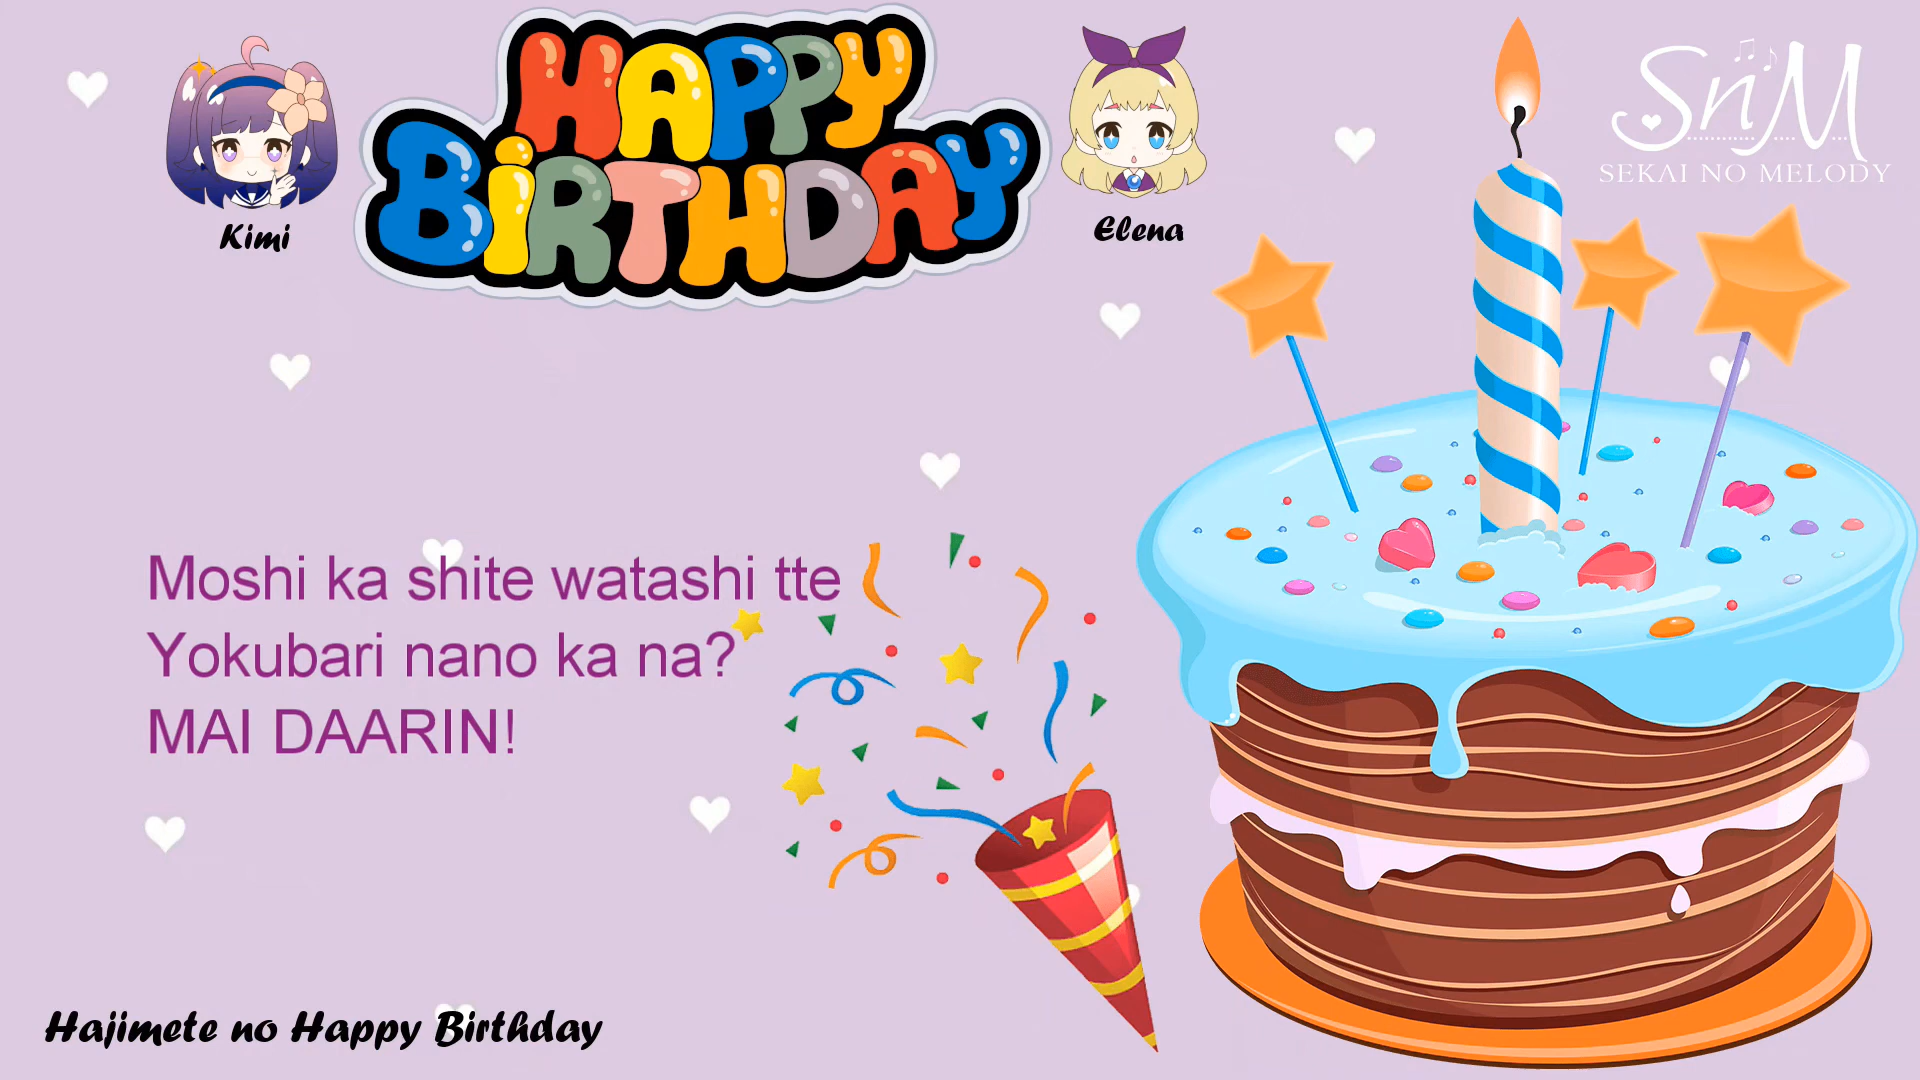 HAPPY
BIRTHDAY
Kimi
Elena
SnM
SEKAI NO MELODY
Moshi ka shite watashi tte
Yokubari nano ka na?
MAI DAARIN!
Hajimete no Happy Birthday